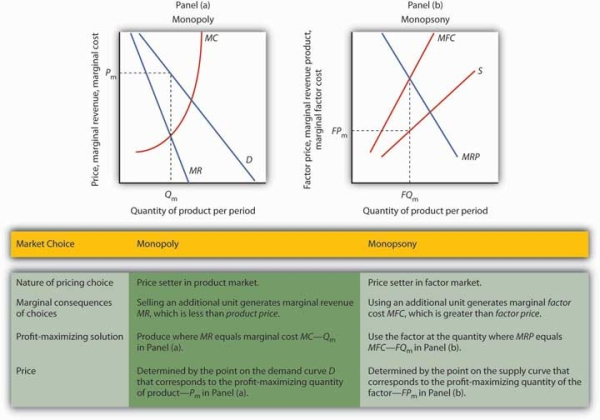 Panel (a)
Monopoly
Price, marginal revenue, marginal cost
MC
Pm
D
MR
Qm
Quantity of product per period
Panel (b)
Monopsony
Factor price, marginal revenue product,
marginal factor cost
MFC
S
FPm
MRP
FQm
Quantity of product per period
Market Choice Monopoly Monopsony
Nature of pricing choice Price setter in product market. Price setter in factor market.
Marginal consequences Selling an additional unit generates marginal revenue Using an additional unit generates marginal factor
of choices MR, which is less than product price. cost MFC, which is greater than factor price.
Profit-maximizing solution Produce where MR equals marginal cost MC—Qm Use the factor at the quantity where MRP equals
in Panel (a). MFC—FQm in Panel (b).
Price Determined by the point on the demand curve D Determined by the point on the supply curve that
that corresponds to the profit-maximizing quantity corresponds to the profit-maximizing quantity of the
of product—Pm in Panel (a). factor—FPm in Panel (b).